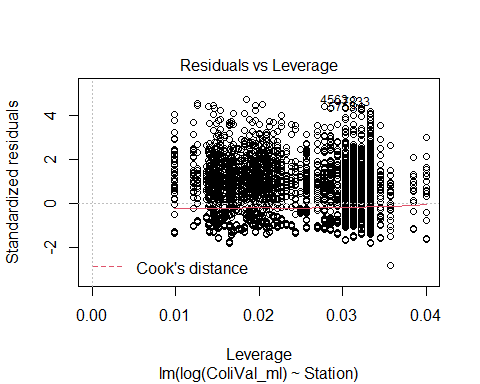 Residuals vs Leverage
Standardized residuals
4
2
0
-2
Cook's distance
0.00 0.01 0.02 0.03 0.04
Leverage
lm(log(ColiVal_ml) ~ Station)